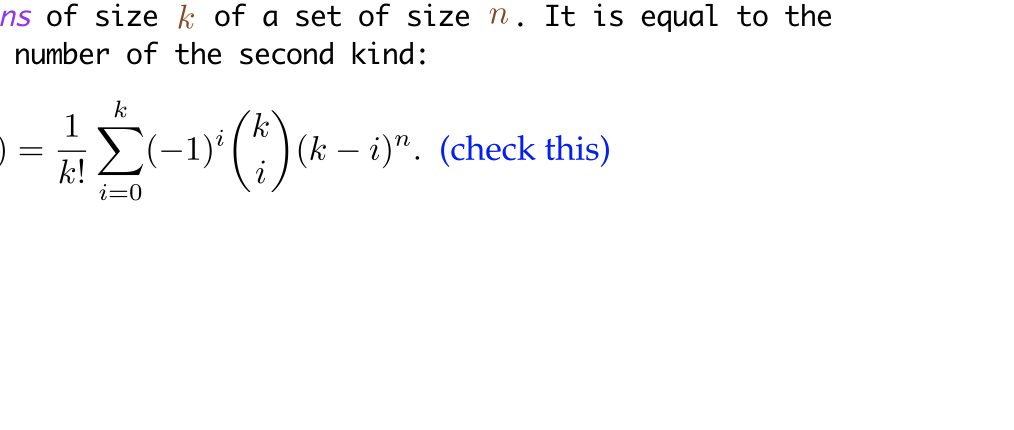 ns of size k of a set of size n. It is equal to the
number of the second kind:
) = \frac{1}{k!} \sum_{i=0}^{k} (-1)^i \binom{k}{i} (k - i)^n. (check this)